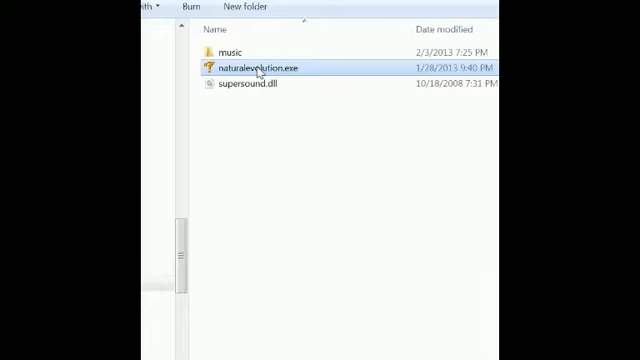 ith Burn New folder
Name Date modified
music 2/3/2013 7:25 PM
naturalevolution.exe 1/28/2013 9:40 PM
supersound.dll 10/18/2008 7:31 PM